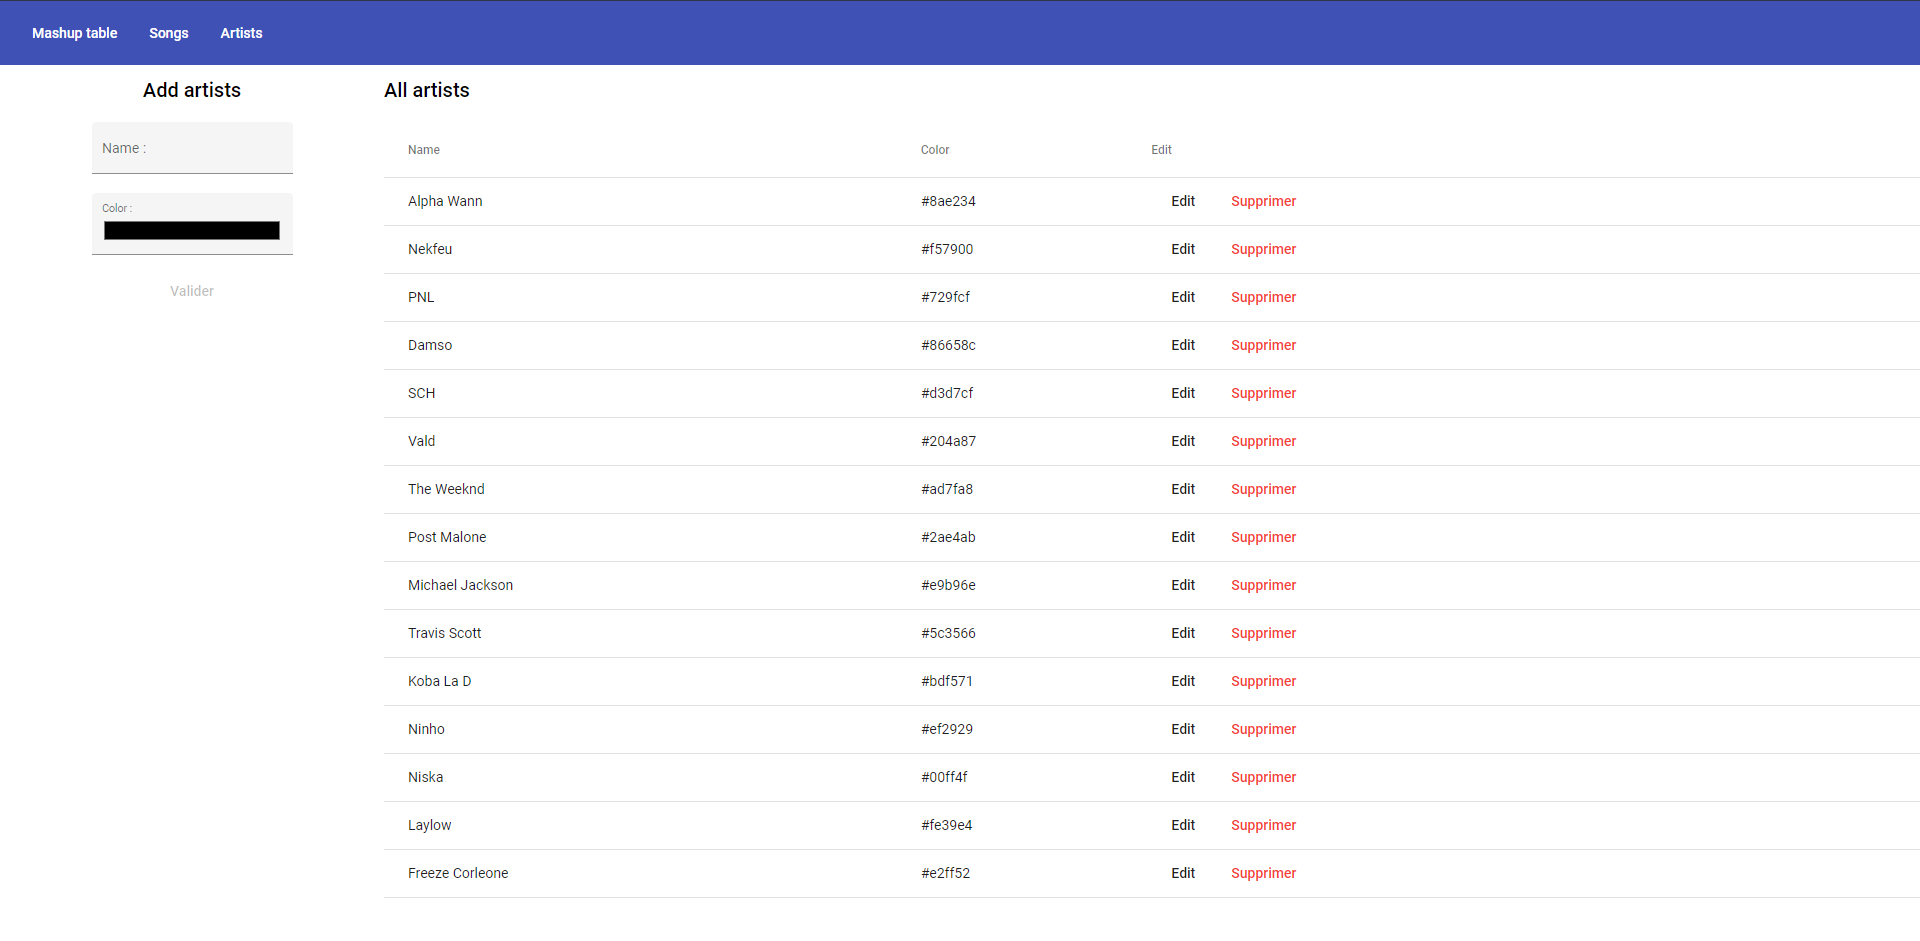 Mashup table Songs Artists
Add artists
Name :
Color :
Valider
All artists
Name Color Edit
Alpha Wann #8ae234 Edit Supprimer
Nekfeu #f57900 Edit Supprimer
PNL #729fcf Edit Supprimer
Damso #86658c Edit Supprimer
SCH #d3d7cf Edit Supprimer
Vald #204a87 Edit Supprimer
The Weeknd #ad7fa8 Edit Supprimer
Post Malone #2ae4ab Edit Supprimer
Michael Jackson #e9b96e Edit Supprimer
Travis Scott #5c3566 Edit Supprimer
Koba La D #bdf571 Edit Supprimer
Ninho #ef2929 Edit Supprimer
Niska #00ff4f Edit Supprimer
Laylow #fe39e4 Edit Supprimer
Freeze Corleone #e2ff52 Edit Supprimer